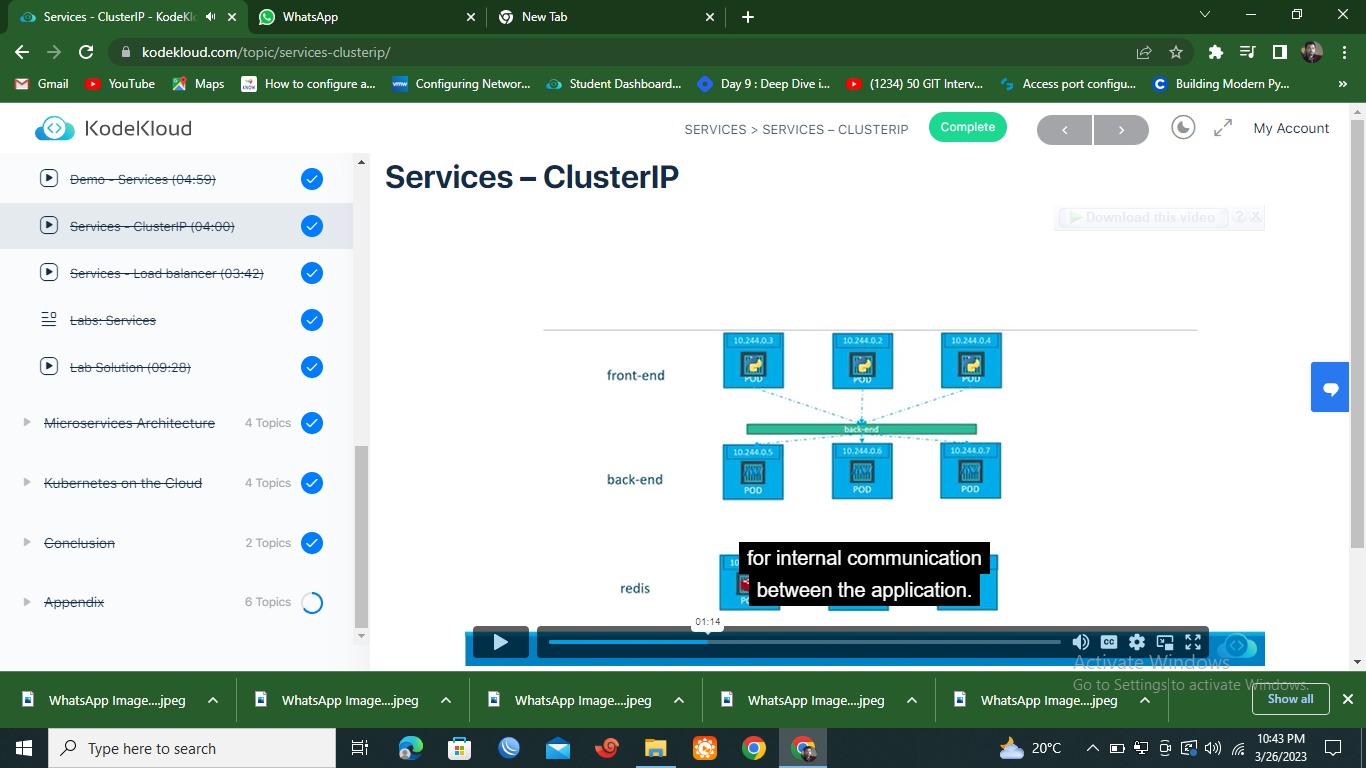 Services - ClusterIP - KodeKl
WhatsApp
New Tab
kodekloud.com/topic/services-clusterip/
Gmail
YouTube
Maps
How to configure a...
Configuring Networ...
Student Dashboard...
Day 9 : Deep Dive i...
(1234) 50 GIT Interv...
Access port configu...
Building Modern Py...
KodeKloud
SERVICES > SERVICES – CLUSTERIP
Complete
My Account
Demo - Services (04:59)
Services - ClusterIP (04:00)
Services - Load balancer (03:42)
Labs: Services
Lab Solution (09:28)
Microservices Architecture 4 Topics
Kubernetes on the Cloud 4 Topics
Conclusion 2 Topics
Appendix 6 Topics
Services – ClusterIP
Download this video ? X
10.244.0.3 10.244.0.2 10.244.0.4
front-end
POD POD POD
back-end
10.244.0.5 10.244.0.6 10.244.0.7
back-end
POD POD POD
for internal communication
between the application.
redis
01:14
CC
Activate Windows
Go to Settings to activate Windows.
WhatsApp Image....jpeg
WhatsApp Image....jpeg
WhatsApp Image....jpeg
WhatsApp Image....jpeg
WhatsApp Image....jpeg
Show all
Type here to search
20°C
10:43 PM
3/26/2023